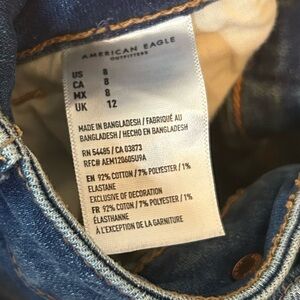 AMERICAN EAGLE
OUTFITTERS
US 8
CA 8
MX 8
UK 12
MADE IN BANGLADESH / FABRIQUÉ AU
BANGLADESH / HECHO EN BANGLADESH
RN 54485 / CA 03873
RFC# AEM120605U9A
EN 92% COTTON / 7% POLYESTER / 1%
ELASTANE
EXCLUSIVE OF DECORATION
FR 92% COTON / 7% POLYESTER / 1%
ÉLASTHANNE
À L'EXCEPTION DE LA GARNITURE